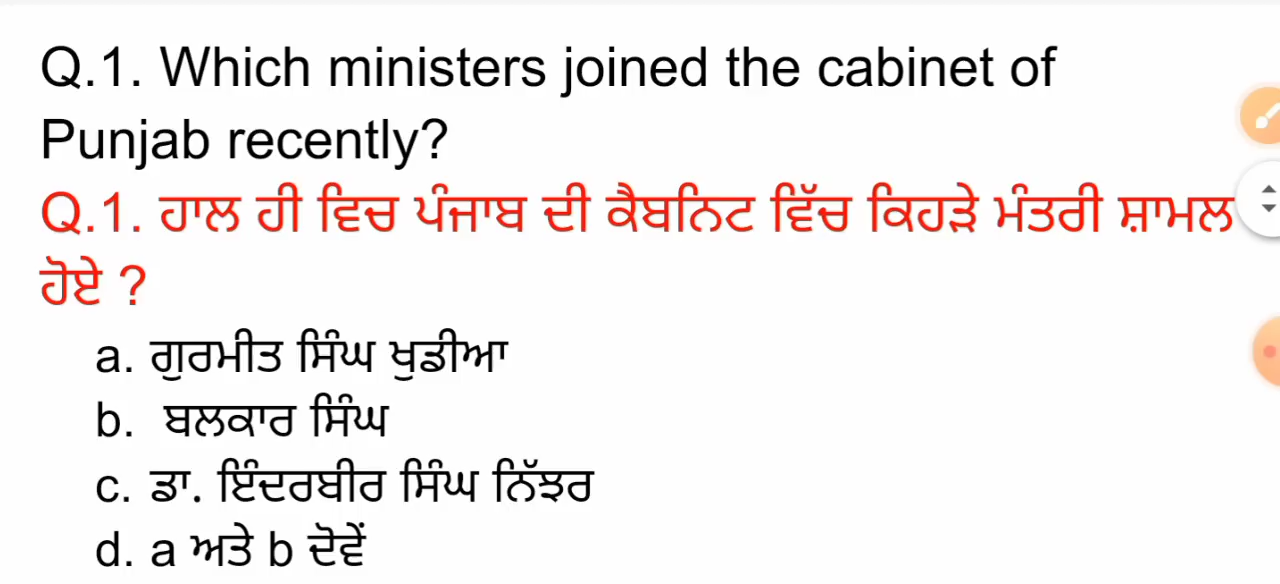 Q.1. Which ministers joined the cabinet of
Punjab recently?
Q.1. ਹਾਲ ਹੀ ਵਿਚ ਪੰਜਾਬ ਦੀ ਕੈਬਨਿਟ ਵਿੱਚ ਕਿਹੜੇ ਮੰਤਰੀ ਸ਼ਾਮਲ
ਹੋਏ ?
a. ਗੁਰਮੀਤ ਸਿੰਘ ਖੁਡੀਆ
b. ਬਲਕਾਰ ਸਿੰਘ
c. ਡਾ. ਇੰਦਰਬੀਰ ਸਿੰਘ ਨਿੱਝਰ
d. a ਅਤੇ b ਦੋਵੇਂ